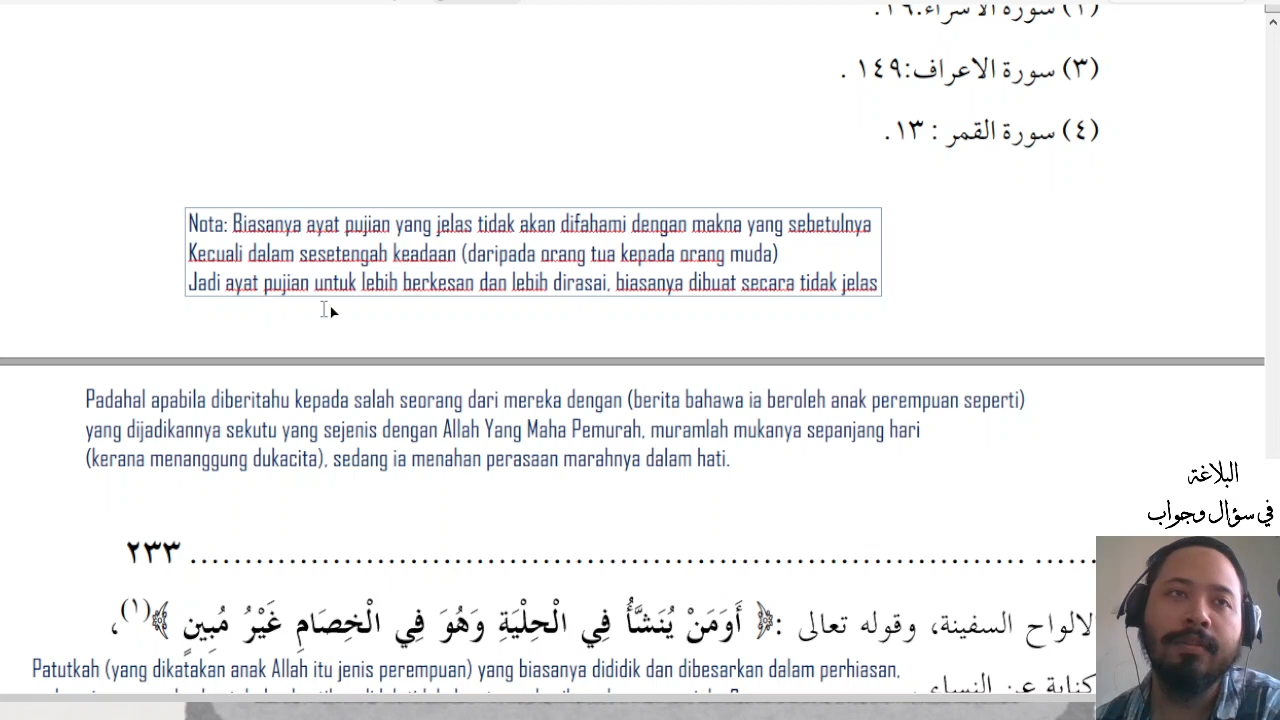 (٣) سورة الاعراف:١٤٩ .
(٤) سورة القمر : ١٣.
Nota: Biasanya ayat pujian yang jelas tidak akan difahami dengan makna yang sebetulnya
Kecuali dalam sesetengah keadaan (daripada orang tua kepada orang muda)
Jadi ayat pujian untuk lebih berkesan dan lebih dirasai, biasanya dibuat secara tidak jelas
Padahal apabila diberitahu kepada salah seorang dari mereka dengan (berita bahawa ia beroleh anak perempuan seperti)
yang dijadikannya sekutu yang sejenis dengan Allah Yang Maha Pemurah, muramlah mukanya sepanjang hari
(kerana menanggung dukacita), sedang ia menahan perasaan marahnya dalam hati.
البلاغة
في سؤال وجواب
...... ٢٣٣
الالواح السفينة، وقوله تعالى :﴿ أَوَمَنْ يُنَشَّأُ فِي الْحِلْيَةِ وَهُوَ فِي الْخِصَامِ غَيْرُ مُبِينٍ ﴾(١)،
Patutkah (yang dikatakan anak Allah itu jenis perempuan) yang biasanya dididik dan dibesarkan dalam perhiasan,
كناية عن النساء .